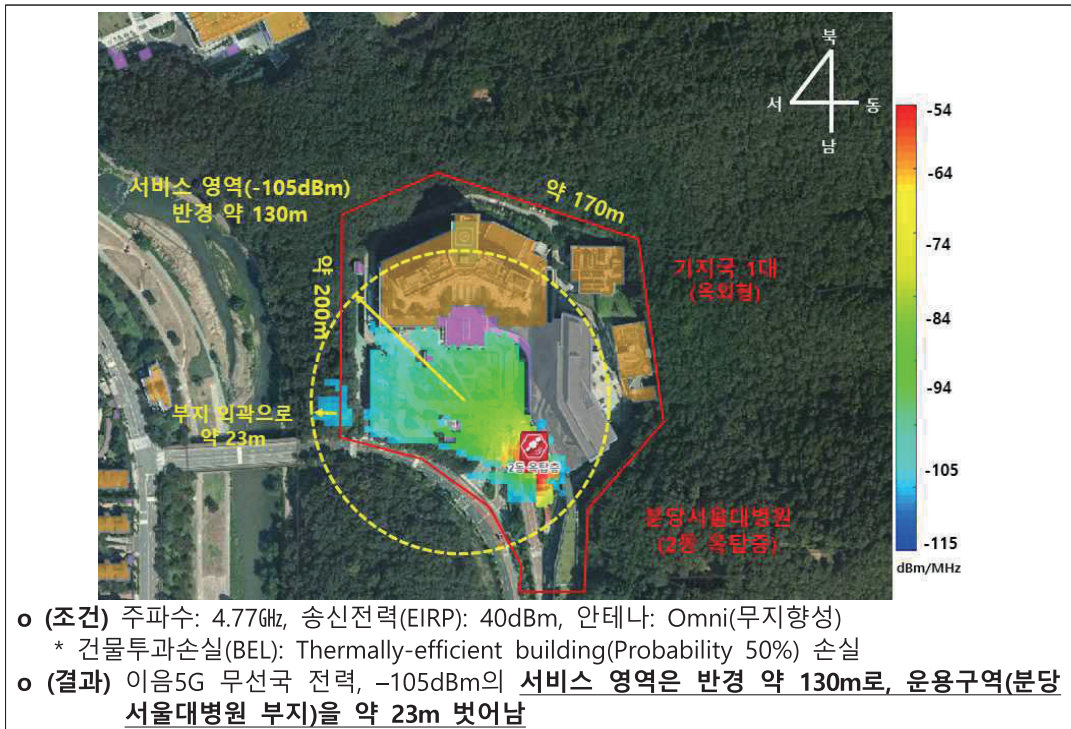 북
서
동
남
-54
-64
-74
-84
-94
-105
-115
dBm/MHz
서비스 영역(-105dBm)
반경 약 130m
약 170m
약 200m
기지국 1대
(옥외형)
부지 외곽으로
약 23m
2동 옥탑층
분당서울대병원
(2동 옥탑층)
o (조건) 주파수: 4.77㎓, 송신전력(EIRP): 40dBm, 안테나: Omni(무지향성)
* 건물투과손실(BEL): Thermally-efficient building(Probability 50%) 손실
o (결과) 이음5G 무선국 전력, –105dBm의 서비스 영역은 반경 약 130m로, 운용구역(분당
서울대병원 부지)을 약 23m 벗어남